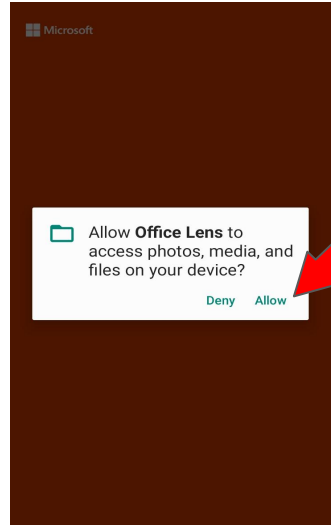 Microsoft
Allow Office Lens to
access photos, media, and
files on your device?
Deny Allow